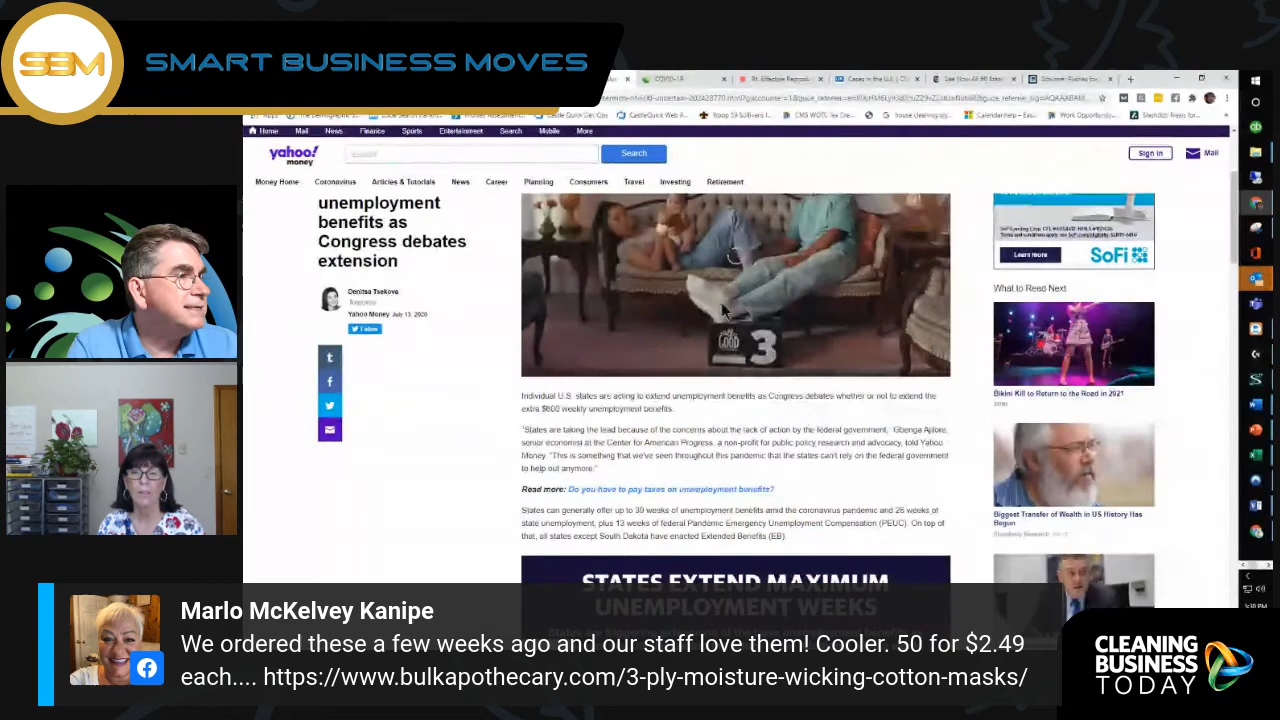 SBM
SMART BUSINESS MOVES
COVID-19
Home Mail News Finance Sports Entertainment Search Mobile More
yahoo!
money
Search
Sign in
Mail
Money Home Coronavirus Articles & Tutorials News Career Planning Consumers Travel Investing Retirement
unemployment
benefits as
Congress debates
extension
Denitsa Tsekova
Reporter
Yahoo Money July 13, 2020
Follow
GOOD
3
Individual U.S. states are acting to extend unemployment benefits as Congress debates whether or not to extend the
extra $600 weekly unemployment benefits.
"States are taking the lead because of the concerns about the lack of action by the federal government," Gbenga Ajilore,
senior economist at the Center for American Progress, a non-profit for public policy research and advocacy, told Yahoo
Money. "This is something that we've seen throughout this pandemic that the states can't rely on the federal government
to help out anymore."
Read more: Do you have to pay taxes on unemployment benefits?
States can generally offer up to 39 weeks of unemployment benefits amid the coronavirus pandemic and 26 weeks of
state unemployment, plus 13 weeks of federal Pandemic Emergency Unemployment Compensation (PEUC). On top of
that, all states except South Dakota have enacted Extended Benefits (EB).
STATES EXTEND MAXIMUM
UNEMPLOYMENT WEEKS
Learn more
SoFi
What to Read Next
Bikini Kill to Return to the Road in 2021
Biggest Transfer of Wealth in US History Has
Begun
Marlo McKelvey Kanipe
We ordered these a few weeks ago and our staff love them! Cooler. 50 for $2.49
each.... https://www.bulkapothecary.com/3-ply-moisture-wicking-cotton-masks/
CLEANING
BUSINESS
TODAY